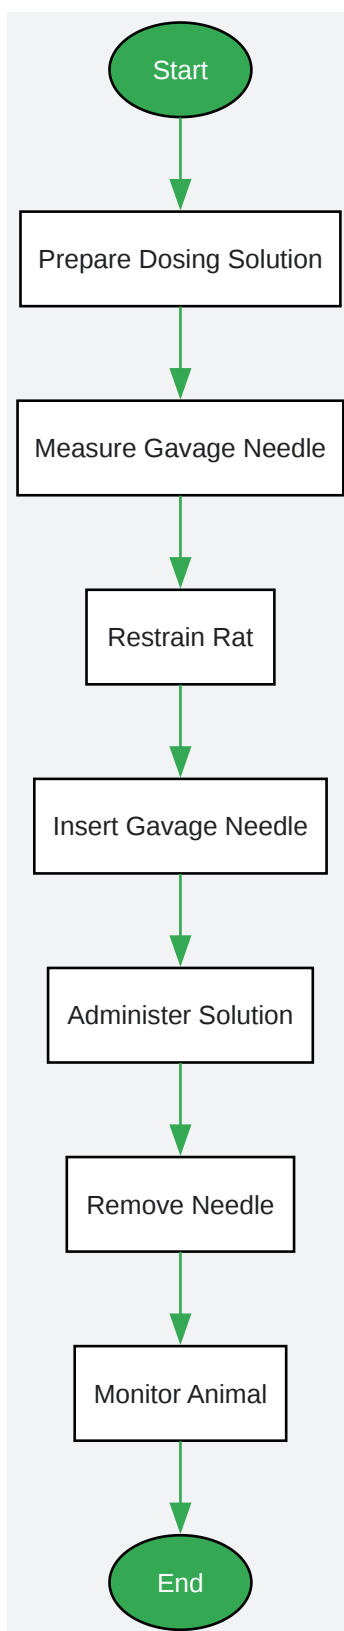 Start
Prepare Dosing Solution
Measure Gavage Needle
Restrain Rat
Insert Gavage Needle
Administer Solution
Remove Needle
Monitor Animal
End